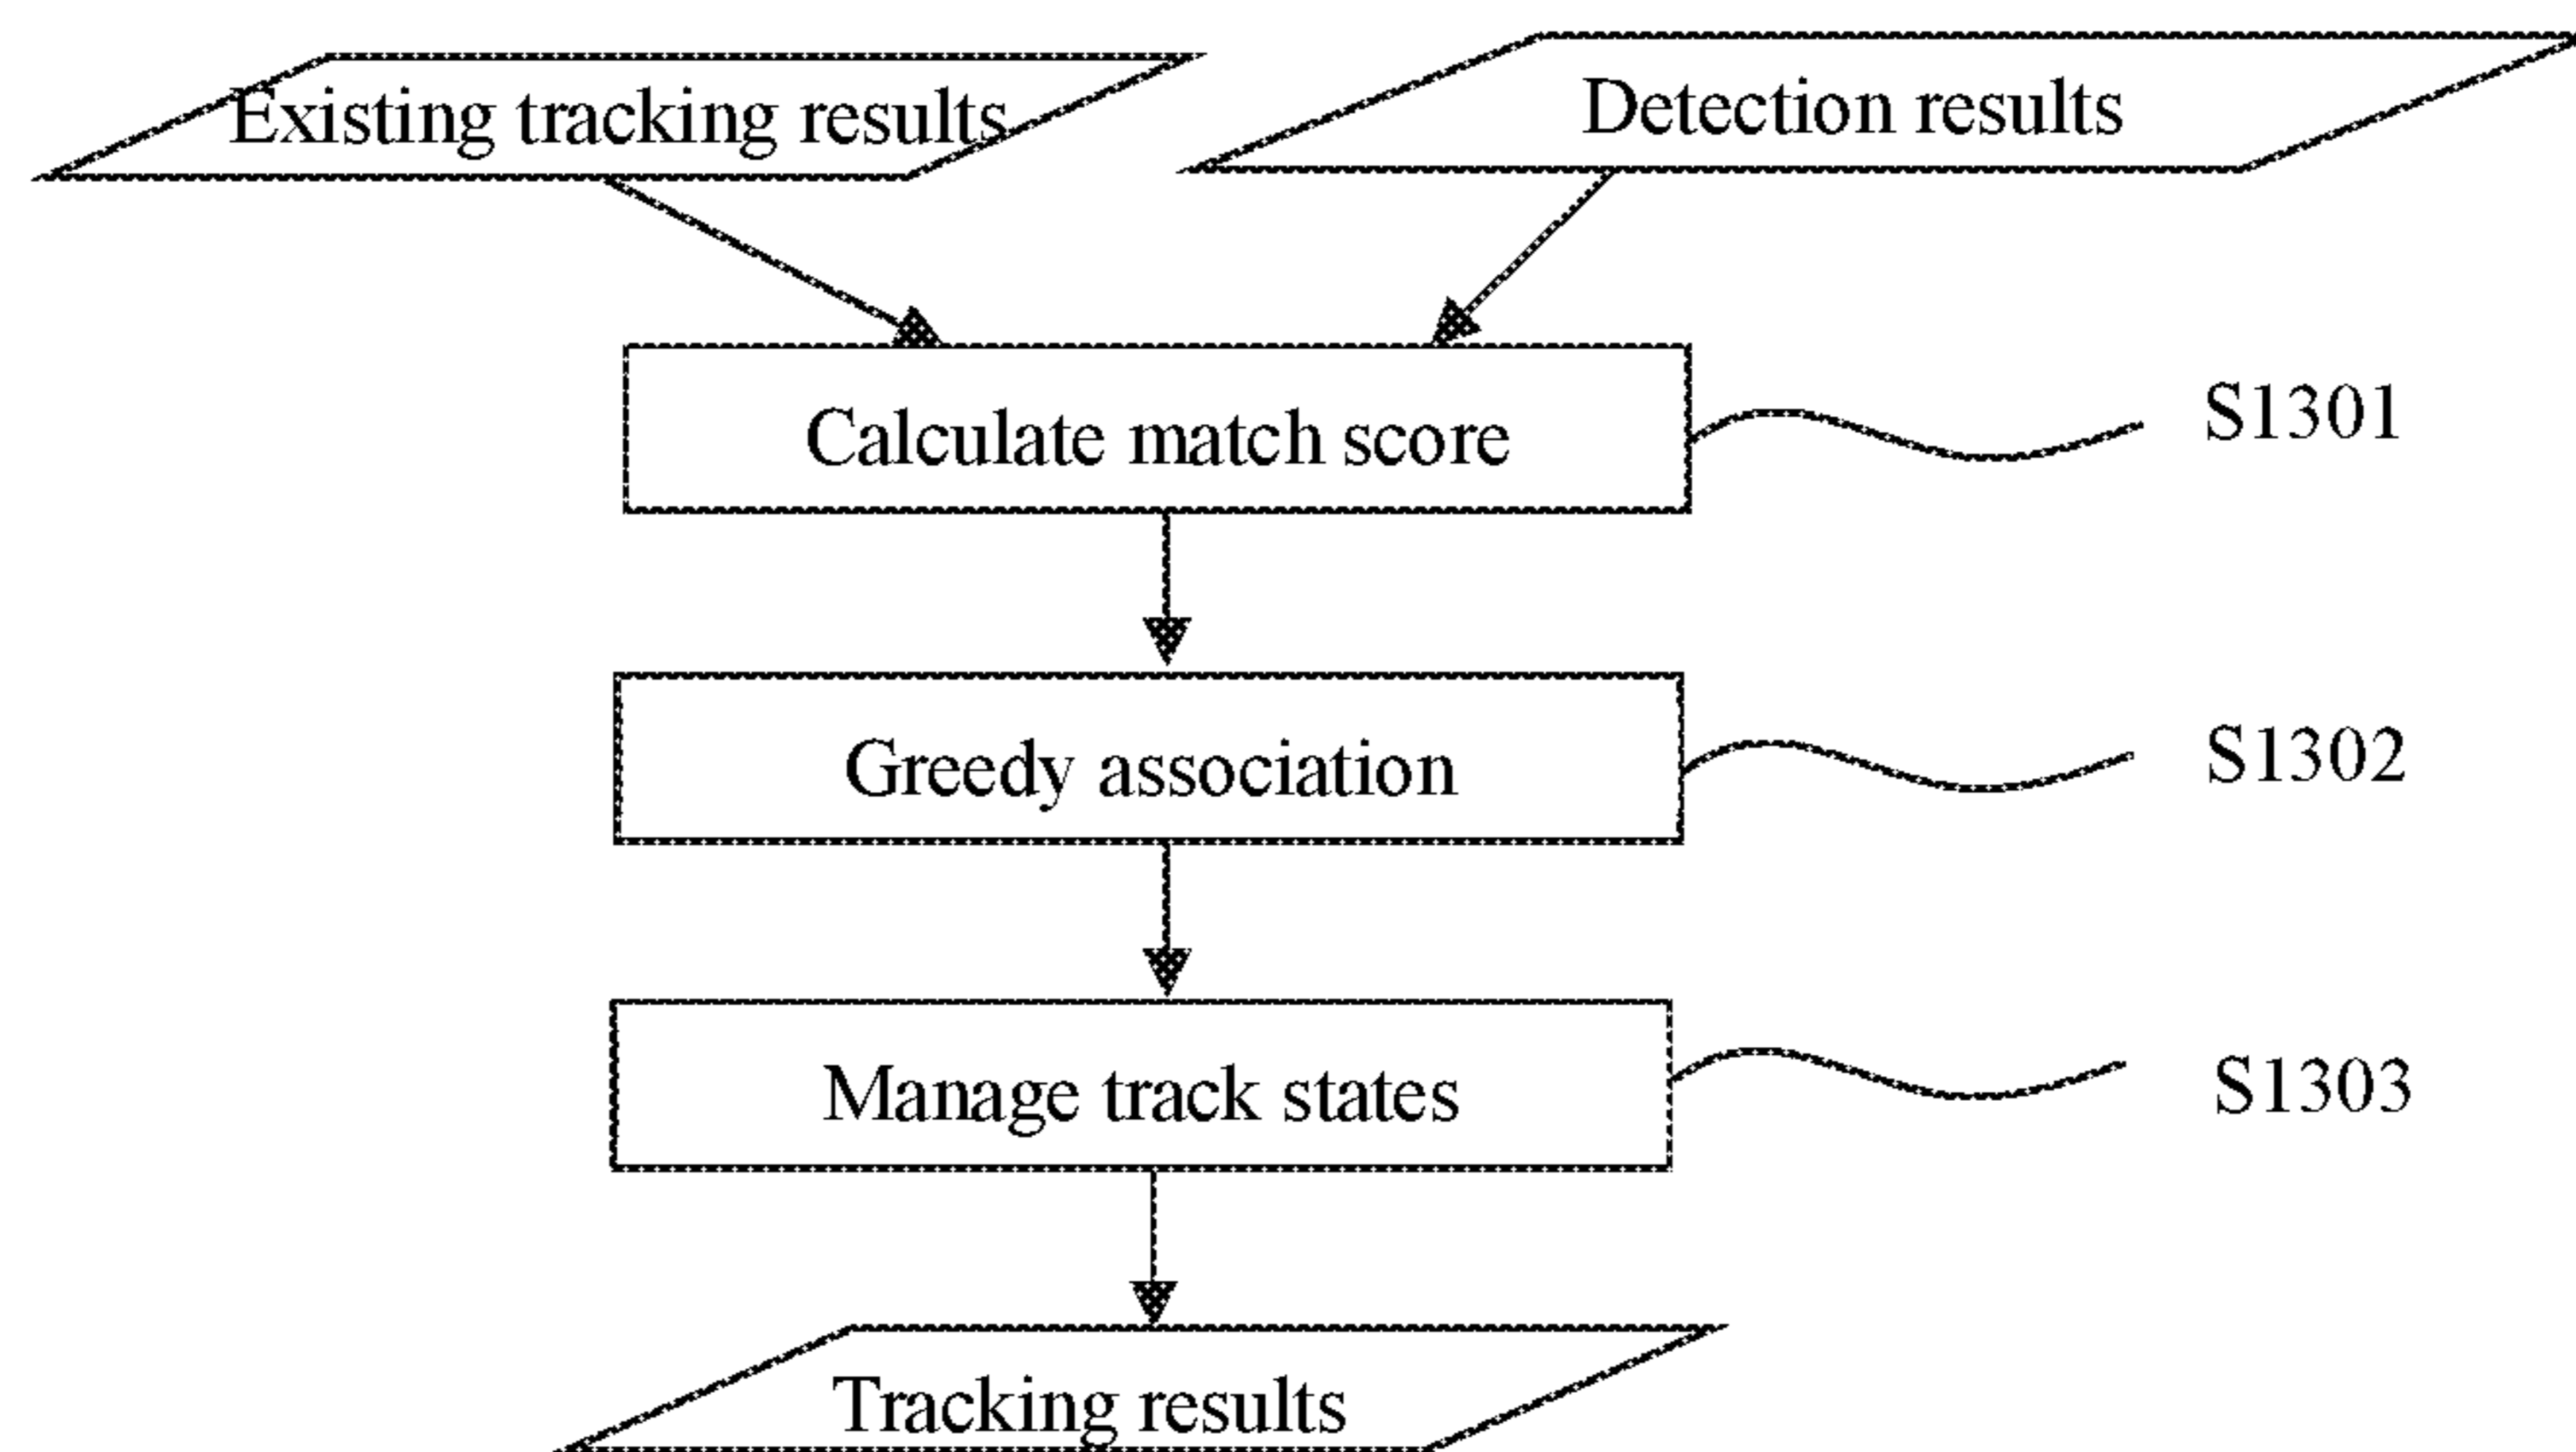 Existing tracking results
Detection results
Calculate match score
S1301
Greedy association
S1302
Manage track states
S1303
Tracking results